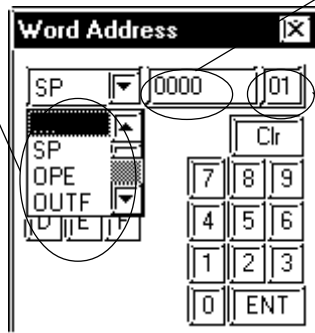 Word Address
SP 0000 01
SP Clr
OPE 7 8 9
OUTF
D E F 4 5 6
1 2 3
0 ENT